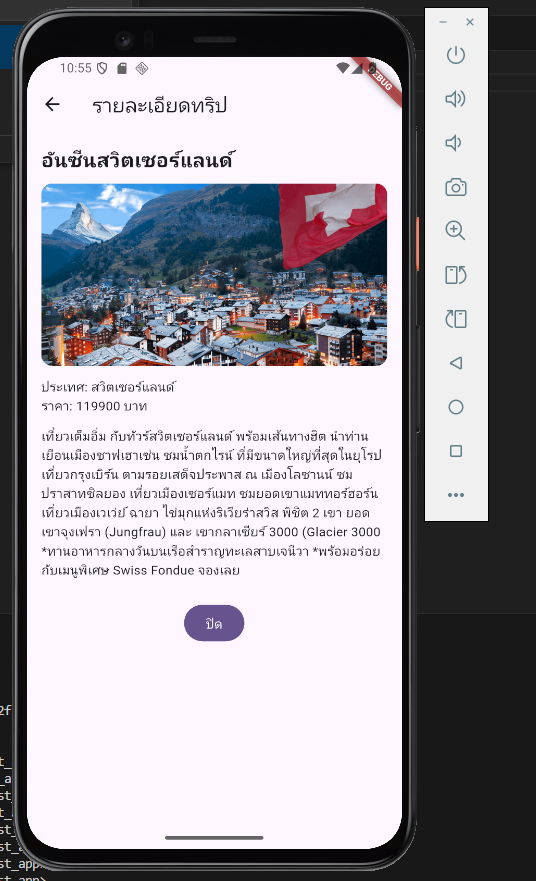 10:55
DEBUG
รายละเอียดทริป
อันซีนสวิตเซอร์แลนด์
ประเทศ: สวิตเซอร์แลนด์
ราคา: 119900 บาท
เที่ยวเต็มอิ่ม กับทัวร์สวิตเซอร์แลนด์ พร้อมเส้นทางฮิต นำท่าน
เยือนเมืองซาฟเฮาเซ่น ชมน้ำตกไรน์ ที่มีขนาดใหญ่ที่สุดในยุโรป
เที่ยวกรุงเบิร์น ตามรอยเสด็จประพาส ณ เมืองโลซานน์ ชม
ปราสาทชิลยอง เที่ยวเมืองเซอร์แมท ชมยอดเขาแมททอร์ฮอร์น
เที่ยวเมืองเวเว่ย์ ฉายา ไข่มุกแห่งริเวียร่าสวิส พิชิต 2 เขา ยอด
เขาจุงเฟรา (Jungfrau) และ เขากลาเซียร์ 3000 (Glacier 3000
*ทานอาหารกลางวันบนเรือสำราญทะเลสาบเจนีวา *พร้อมอร่อย
กับเมนูพิเศษ Swiss Fondue จองเลย
ปิด